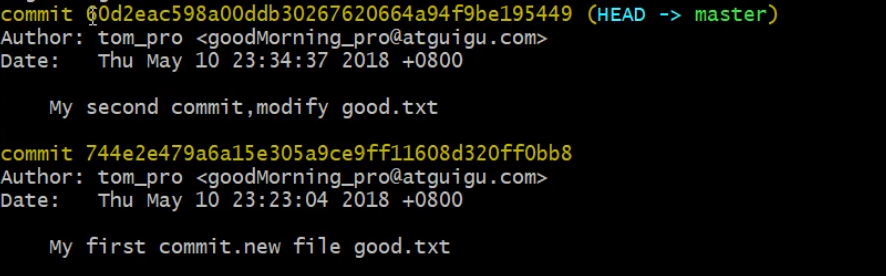 commit 60d2eac598a00ddb30267620664a94f9be195449 (HEAD -> master)
Author: tom_pro <goodMorning_pro@atguigu.com>
Date:   Thu May 10 23:34:37 2018 +0800
My second commit,modify good.txt
commit 744e2e479a6a15e305a9ce9ff11608d320ff0bb8
Author: tom_pro <goodMorning_pro@atguigu.com>
Date:   Thu May 10 23:23:04 2018 +0800
My first commit.new file good.txt